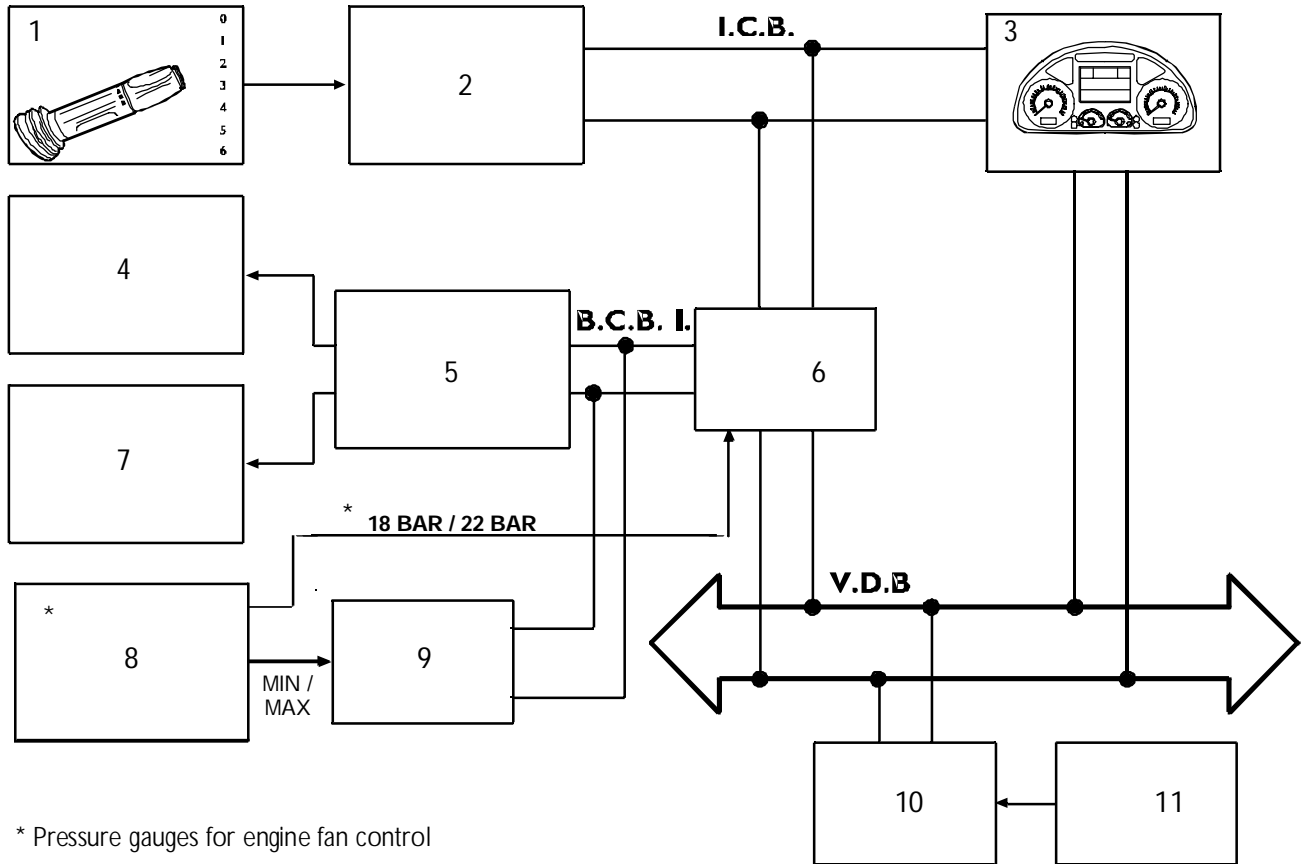 1
0
1
2
3
4
5
6
2
I.C.B.
3
4
5
B.C.B. I.
6
7
* 18 BAR / 22 BAR
*
8
MIN /
MAX
9
V.D.B
10
11
* Pressure gauges for engine fan control